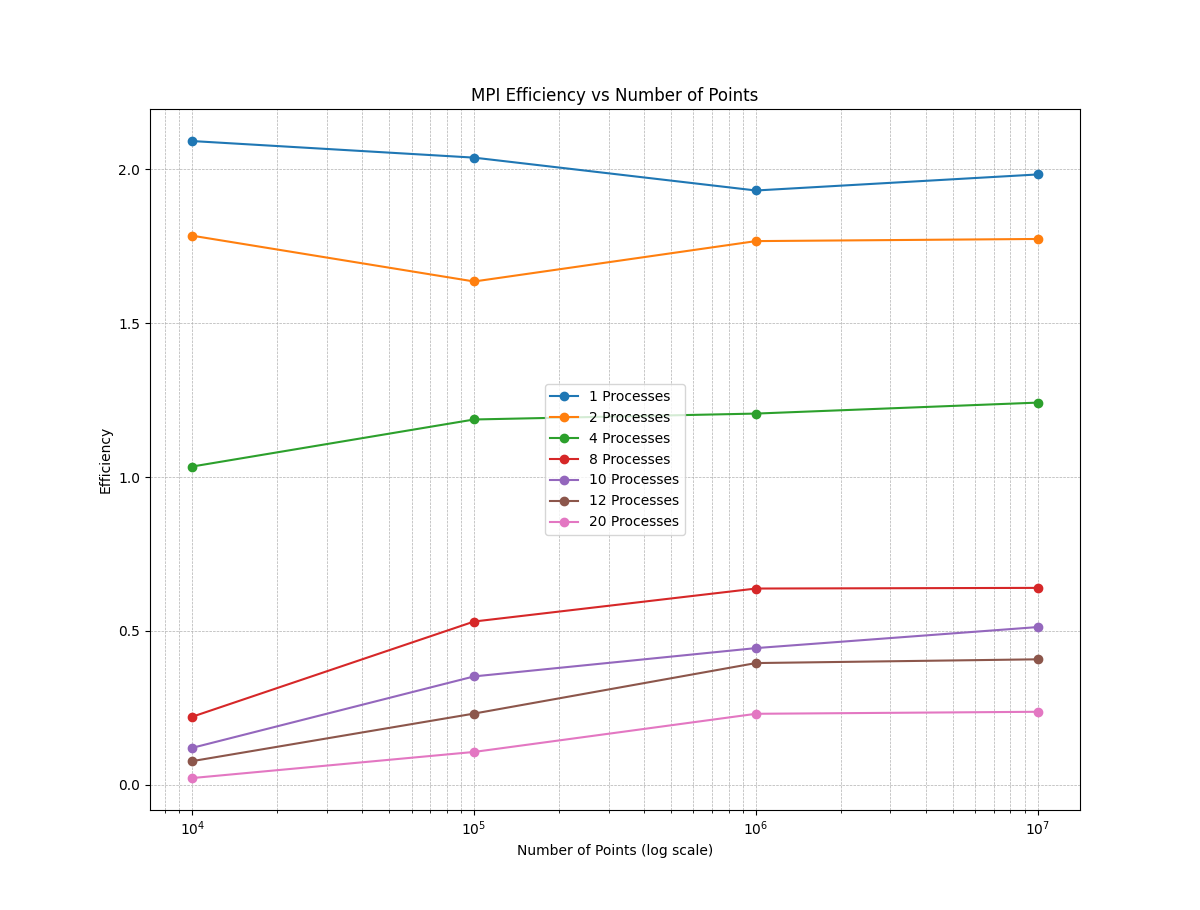 MPI Efficiency vs Number of Points
Efficiency
2.0
1.5
1.0
0.5
0.0
1 Processes
2 Processes
4 Processes
8 Processes
10 Processes
12 Processes
20 Processes
10⁴ 10⁵ 10⁶ 10⁷
Number of Points (log scale)